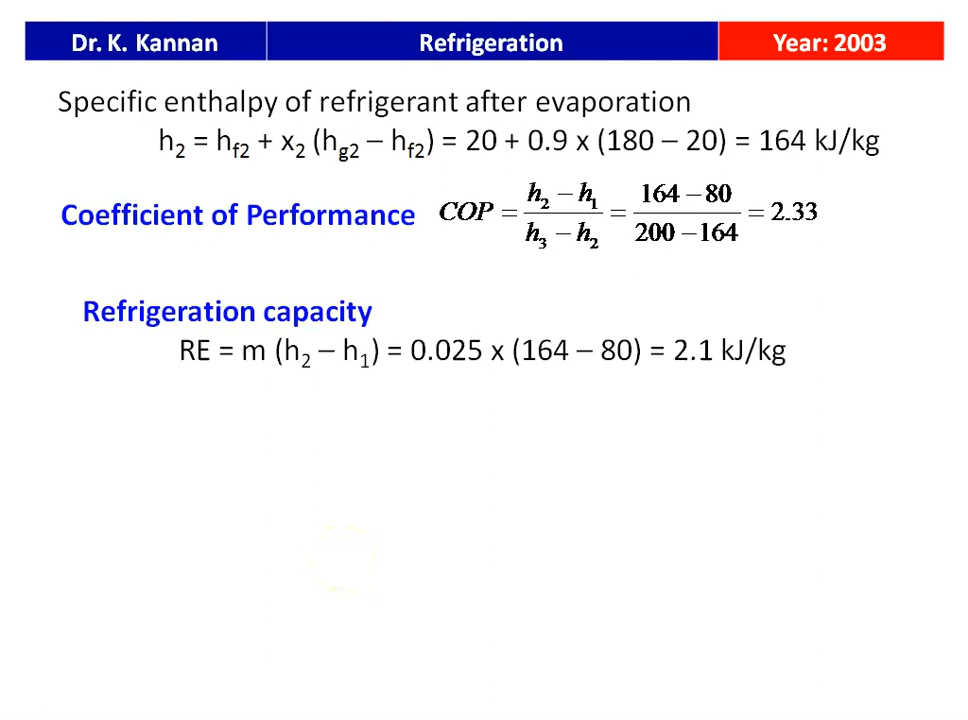 Dr. K. Kannan Refrigeration Year: 2003
Specific enthalpy of refrigerant after evaporation
h2 = hf2 + x2 (hg2 – hf2) = 20 + 0.9 x (180 – 20) = 164 kJ/kg
Coefficient of Performance COP = (h2 – h1) / (h3 – h2) = (164 – 80) / (200 – 164) = 2.33
Refrigeration capacity
RE = m (h2 – h1) = 0.025 x (164 – 80) = 2.1 kJ/kg